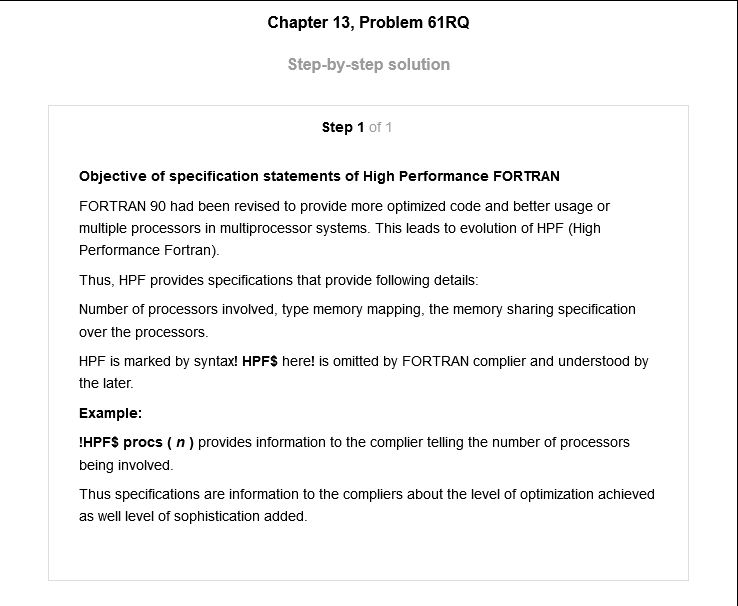 Chapter 13, Problem 61RQ
Step-by-step solution
Step 1 of 1
Objective of specification statements of High Performance FORTRAN
FORTRAN 90 had been revised to provide more optimized code and better usage or
multiple processors in multiprocessor systems. This leads to evolution of HPF (High
Performance Fortran).
Thus, HPF provides specifications that provide following details:
Number of processors involved, type memory mapping, the memory sharing specification
over the processors.
HPF is marked by syntax! HPF$ here! is omitted by FORTRAN complier and understood by
the later.
Example:
!HPF$ procs ( n ) provides information to the complier telling the number of processors
being involved.
Thus specifications are information to the compliers about the level of optimization achieved
as well level of sophistication added.